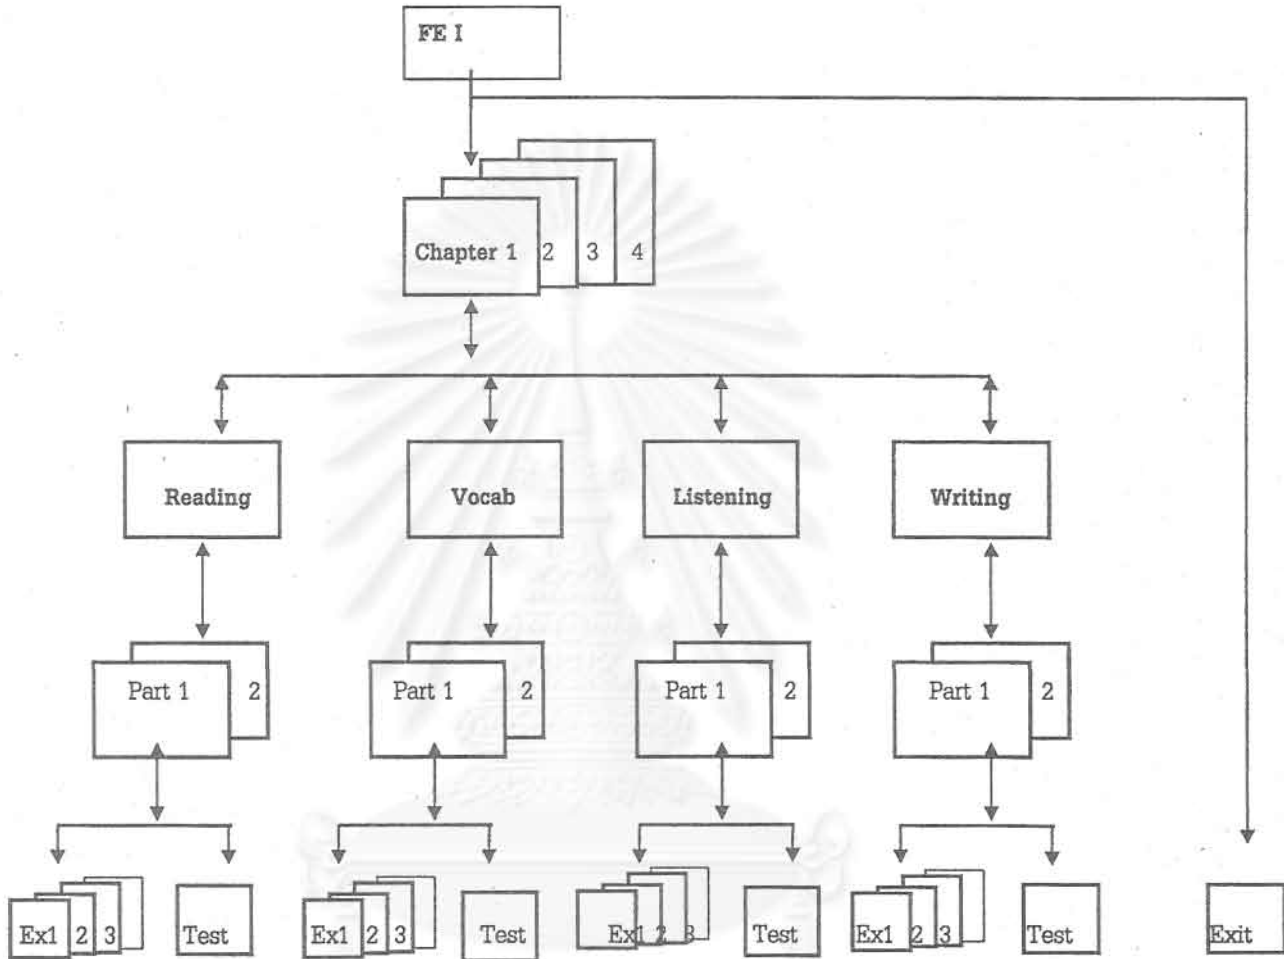 FE I
Chapter 1 2 3 4
Reading Vocab Listening Writing
Part 1 2 Part 1 2 Part 1 2 Part 1 2
Ex1 2 3 Test Ex1 2 3 Test Ex1 2 3 Test Ex1 2 3 Test Exit